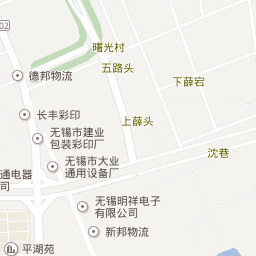 02
曙光村
五路头
德邦物流
下薛宕
长丰彩印
上薛头
无锡市建业
包装彩印厂
沈巷
无锡市大业
通用设备厂
通电器
司
无锡明祥电子
有限公司
新邦物流
平湖苑